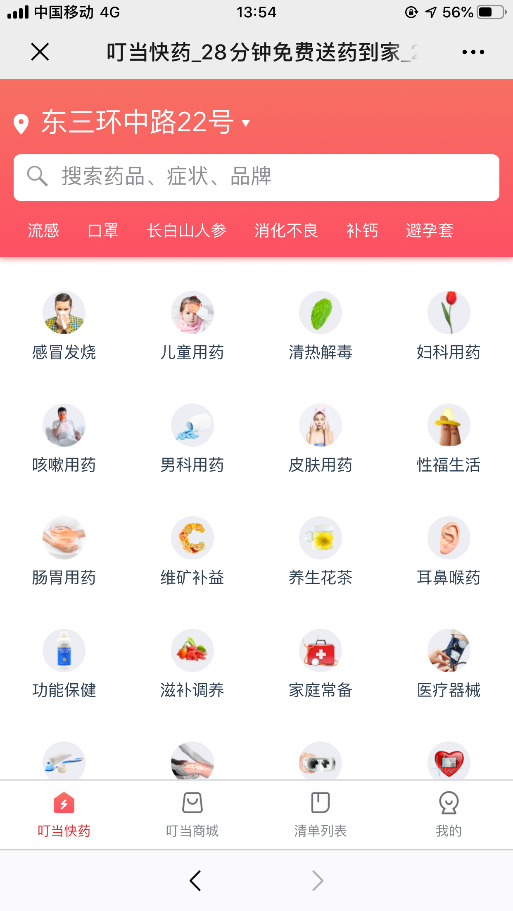 中国移动 4G 13:54 56%
叮当快药_28分钟免费送药到家_2
东三环中路22号
搜索药品、症状、品牌
流感 口罩 长白山人参 消化不良 补钙 避孕套
感冒发烧 儿童用药 清热解毒 妇科用药
咳嗽用药 男科用药 皮肤用药 性福生活
肠胃用药 维矿补益 养生花茶 耳鼻喉药
功能保健 滋补调养 家庭常备 医疗器械
叮当快药 叮当商城 清单列表 我的